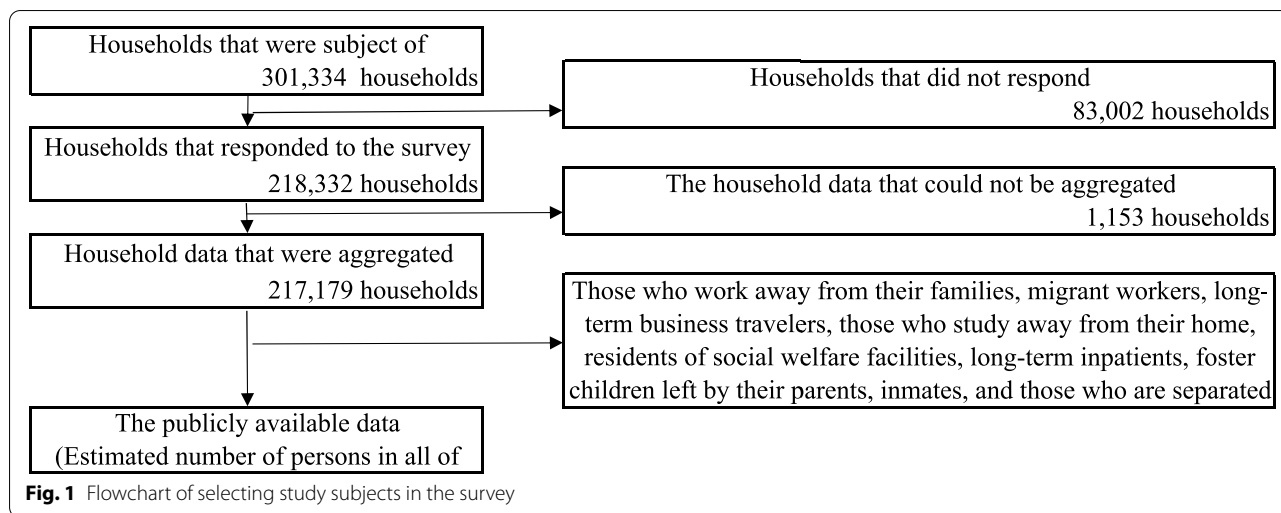 Households that were subject of
301,334 households
Households that did not respond
83,002 households
Households that responded to the survey
218,332 households
The household data that could not be aggregated
1,153 households
Household data that were aggregated
217,179 households
Those who work away from their families, migrant workers, long-
term business travelers, those who study away from their home,
residents of social welfare facilities, long-term inpatients, foster
children left by their parents, inmates, and those who are separated
The publicly available data
(Estimated number of persons in all of
Fig. 1 Flowchart of selecting study subjects in the survey